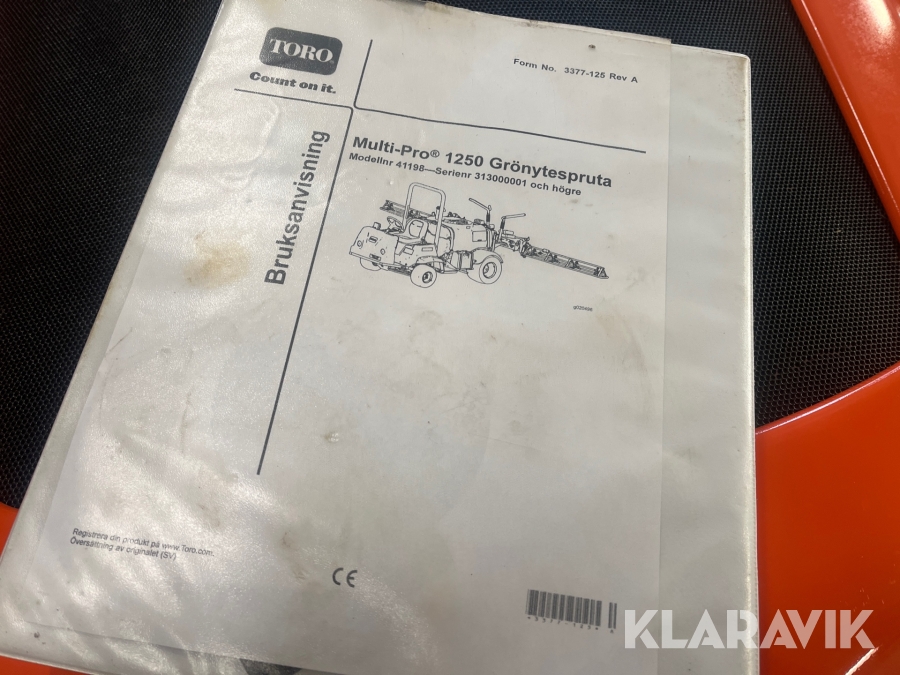 TORO
Count on it.
Form No. 3377-125 Rev A
Bruksanvisning
Multi-Pro® 1250 Grönytespruta
Modellnr 41198—Serienr 313000001 och högre
Registrera din produkt på www.Toro.com.
Översättning av originalet (SV)
CE
KLARAVIK